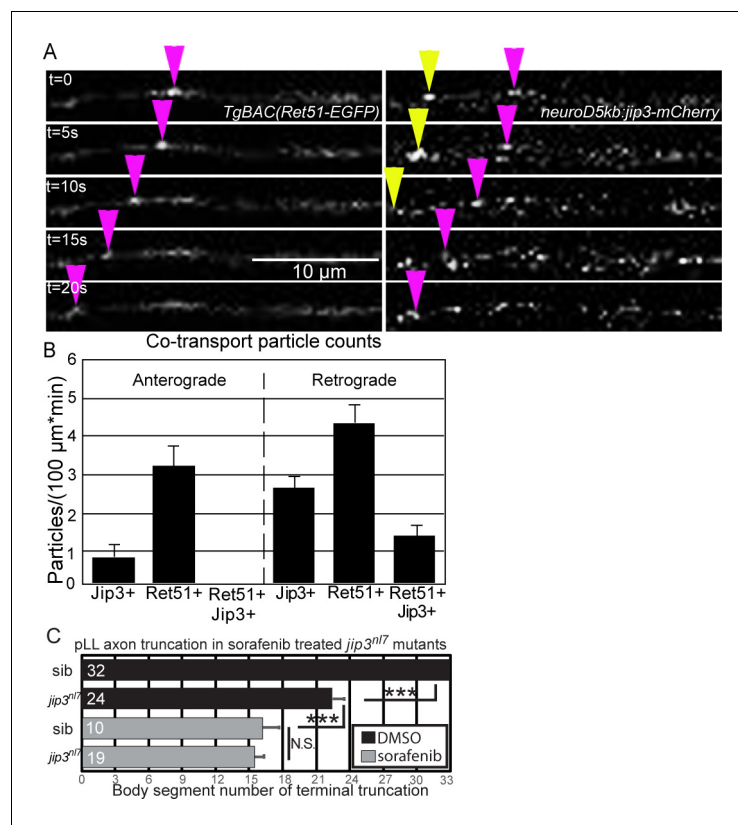 A
t=0
TgBAC(Ret51-EGFP)
neuroD5kb:jip3-mCherry
t=5s
t=10s
t=15s
10 µm
t=20s
Co-transport particle counts
B
6
5
4
3
2
1
0
Particles/(100 µm*min)
Anterograde
Retrograde
Jip3+
Ret51+
Ret51+
Jip3+
Jip3+
Ret51+
Ret51+
Jip3+
C
pLL axon truncation in sorafenib treated jip3nl7 mutants
sib
32
jip3nl7
24
***
sib
10
***
jip3nl7
19
N.S.
DMSO
sorafenib
0 3 6 9 12 15 18 21 24 27 30 33
Body segment number of terminal truncation